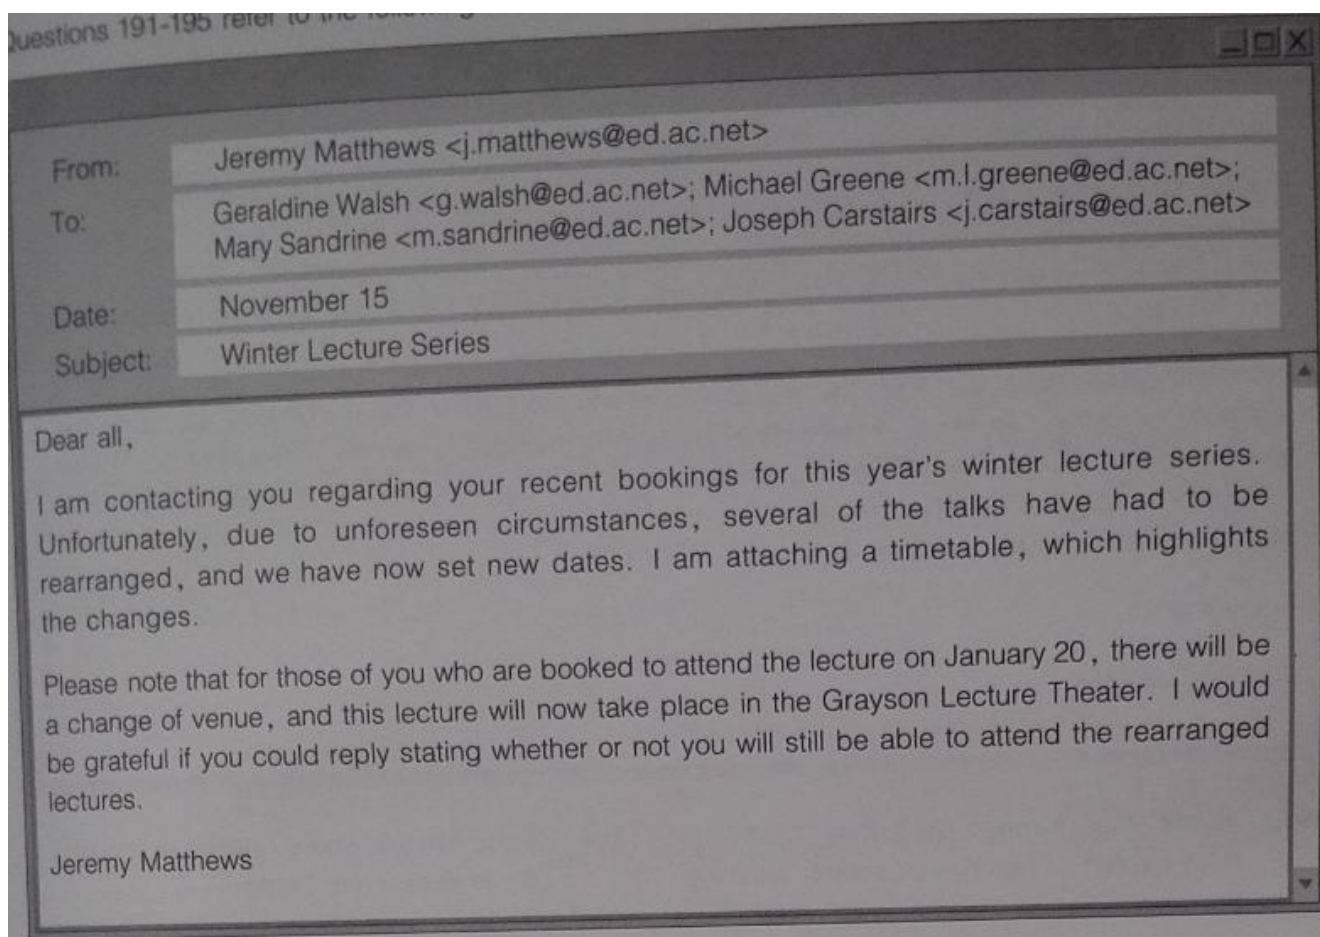 Questions 191-195 refer to the following
From: Jeremy Matthews <j.matthews@ed.ac.net>
To: Geraldine Walsh <g.walsh@ed.ac.net>; Michael Greene <m.l.greene@ed.ac.net>;
Mary Sandrine <m.sandrine@ed.ac.net>; Joseph Carstairs <j.carstairs@ed.ac.net>
Date: November 15
Subject: Winter Lecture Series
Dear all,
I am contacting you regarding your recent bookings for this year's winter lecture series.
Unfortunately, due to unforeseen circumstances, several of the talks have had to be
rearranged, and we have now set new dates. I am attaching a timetable, which highlights
the changes.
Please note that for those of you who are booked to attend the lecture on January 20, there will be
a change of venue, and this lecture will now take place in the Grayson Lecture Theater. I would
be grateful if you could reply stating whether or not you will still be able to attend the rearranged
lectures.
Jeremy Matthews